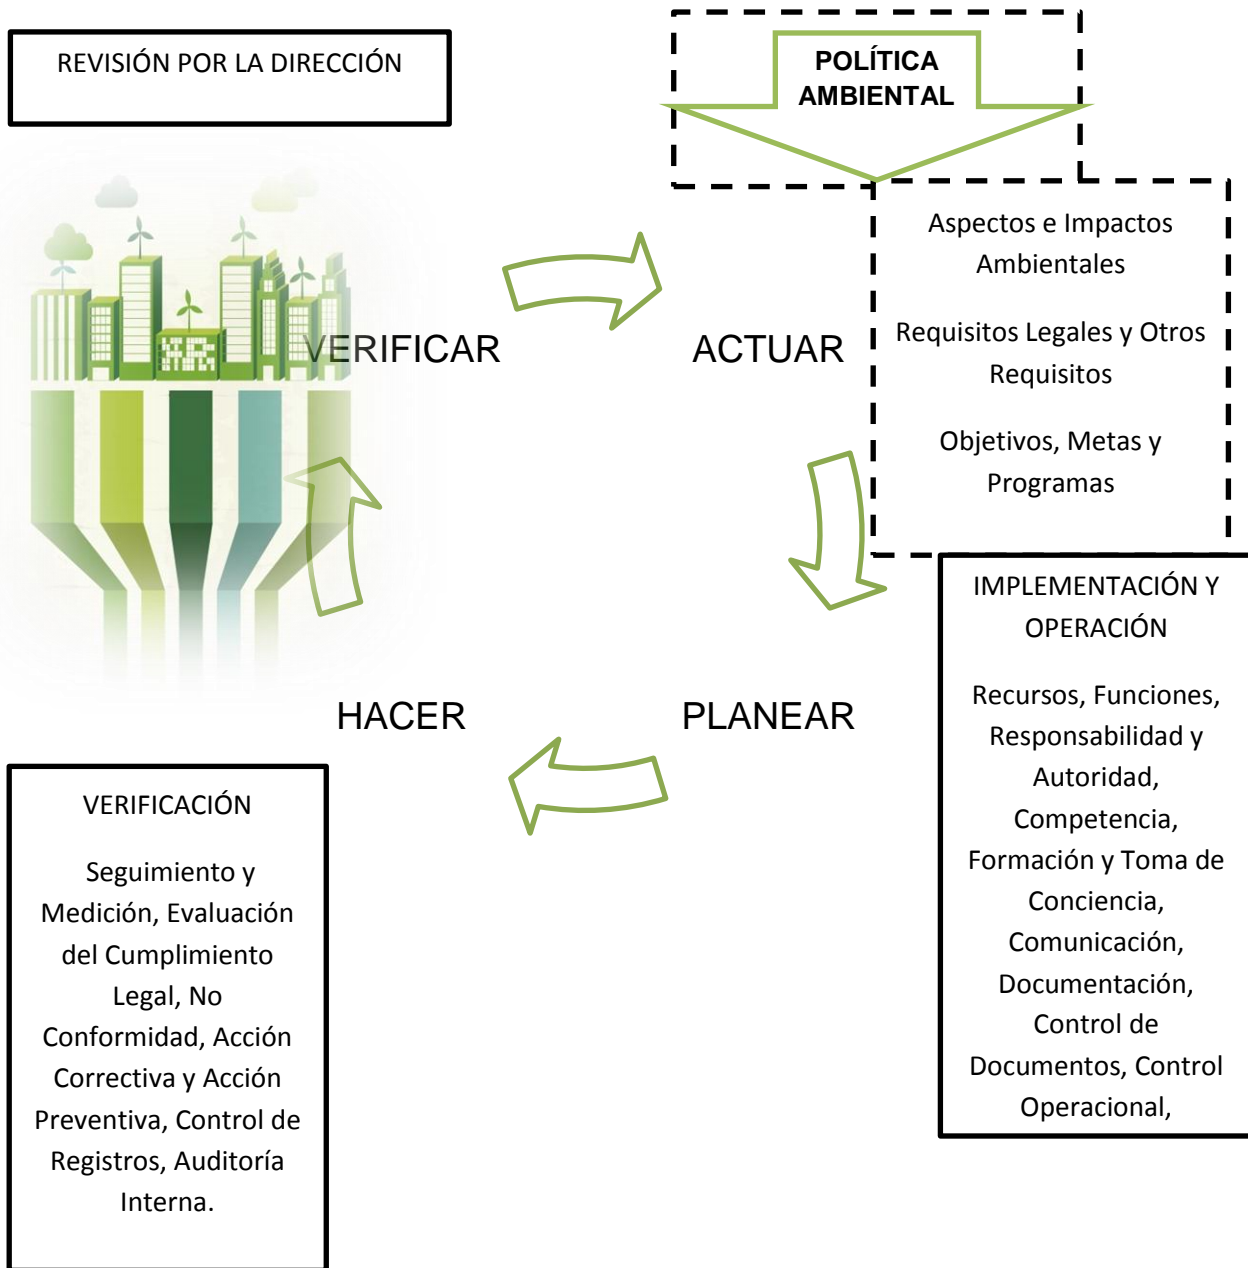 REVISIÓN POR LA DIRECCIÓN
POLÍTICA
AMBIENTAL
Aspectos e Impactos
Ambientales
Requisitos Legales y Otros
Requisitos
Objetivos, Metas y
Programas
VERIFICAR
ACTUAR
HACER
PLANEAR
IMPLEMENTACIÓN Y
OPERACIÓN
Recursos, Funciones,
Responsabilidad y
Autoridad,
Competencia,
Formación y Toma de
Conciencia,
Comunicación,
Documentación,
Control de
Documentos, Control
Operacional,
VERIFICACIÓN
Seguimiento y
Medición, Evaluación
del Cumplimiento
Legal, No
Conformidad, Acción
Correctiva y Acción
Preventiva, Control de
Registros, Auditoría
Interna.